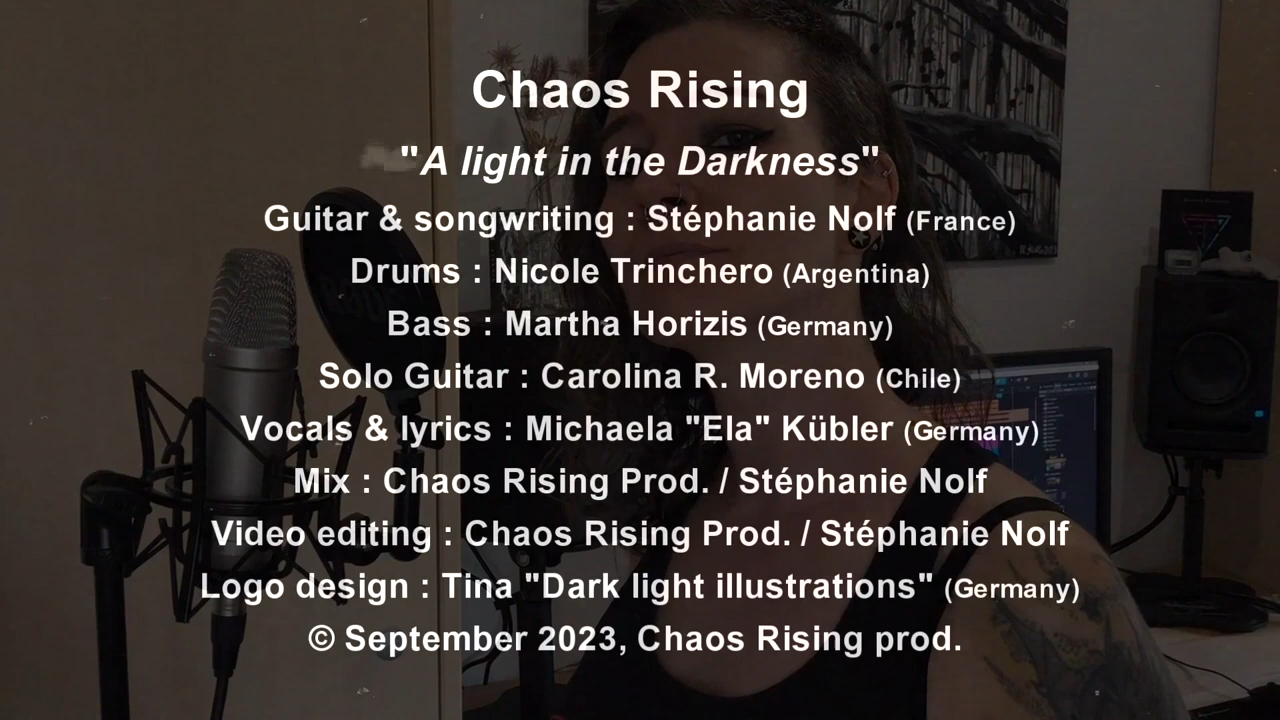 Chaos Rising
"A light in the Darkness"
Guitar & songwriting : Stéphanie Nolf (France)
Drums : Nicole Trinchero (Argentina)
Bass : Martha Horizis (Germany)
Solo Guitar : Carolina R. Moreno (Chile)
Vocals & lyrics : Michaela "Ela" Kübler (Germany)
Mix : Chaos Rising Prod. / Stéphanie Nolf
Video editing : Chaos Rising Prod. / Stéphanie Nolf
Logo design : Tina "Dark light illustrations" (Germany)
© September 2023, Chaos Rising prod.